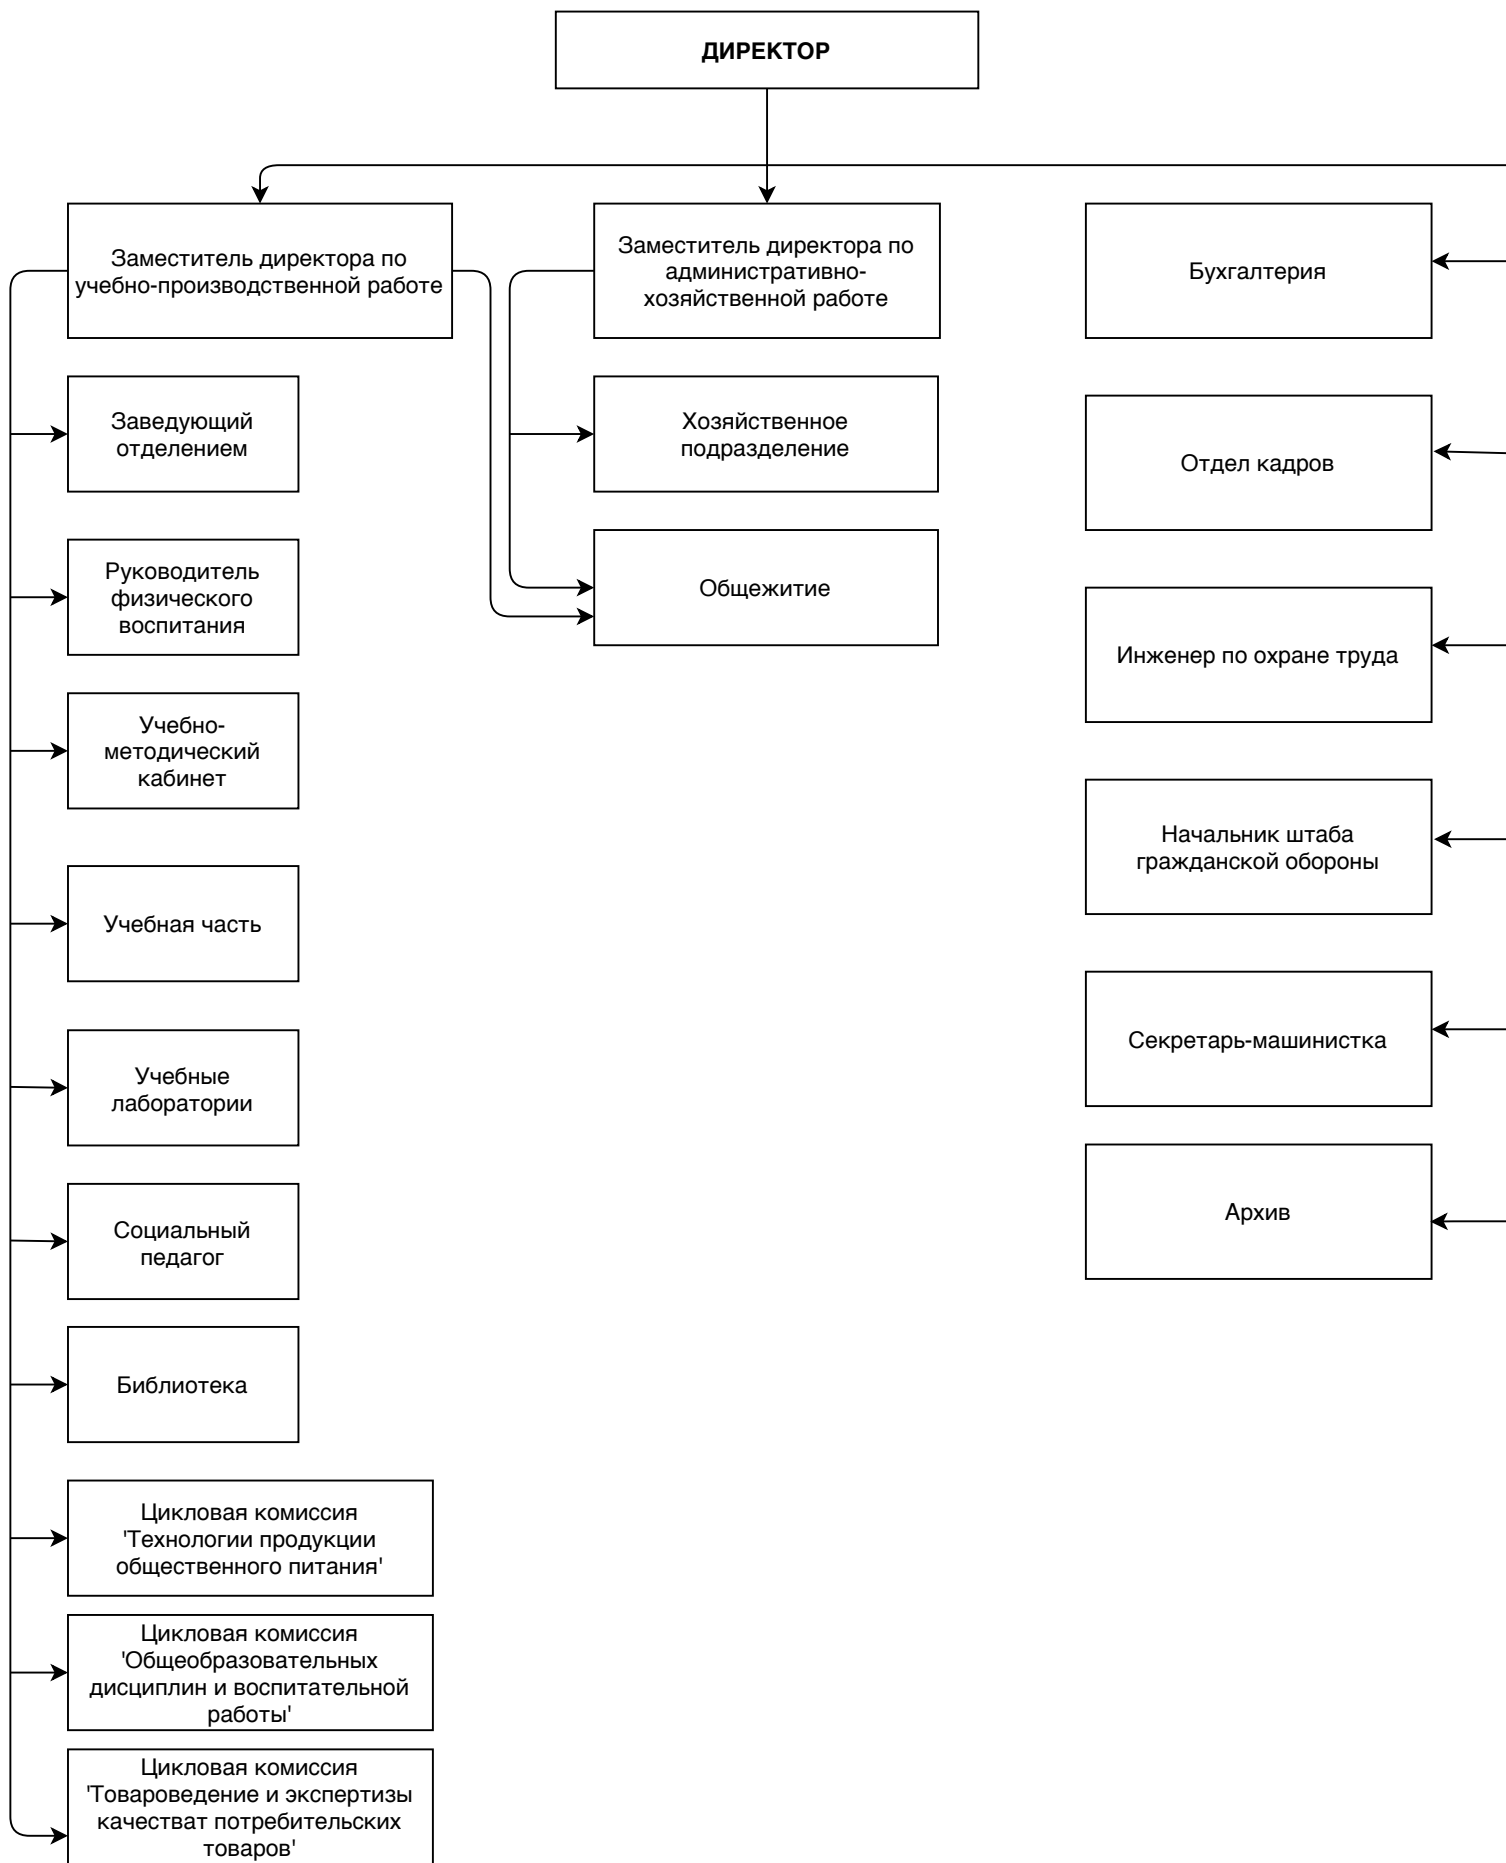 ДИРЕКТОР
Заместитель директора по
учебно-производственной работе
Заместитель директора по
административно-
хозяйственной работе
Бухгалтерия
Заведующий
отделением
Хозяйственное
подразделение
Отдел кадров
Руководитель
физического
воспитания
Общежитие
Инженер по охране труда
Учебно-
методический
кабинет
Начальник штаба
гражданской обороны
Учебная часть
Секретарь-машинистка
Учебные
лаборатории
Архив
Социальный
педагог
Библиотека
Цикловая комиссия
'Технологии продукции
общественного питания'
Цикловая комиссия
'Общеобразовательных
дисциплин и воспитательной
работы'
Цикловая комиссия
'Товароведение и экспертизы
качестват потребительских
товаров'